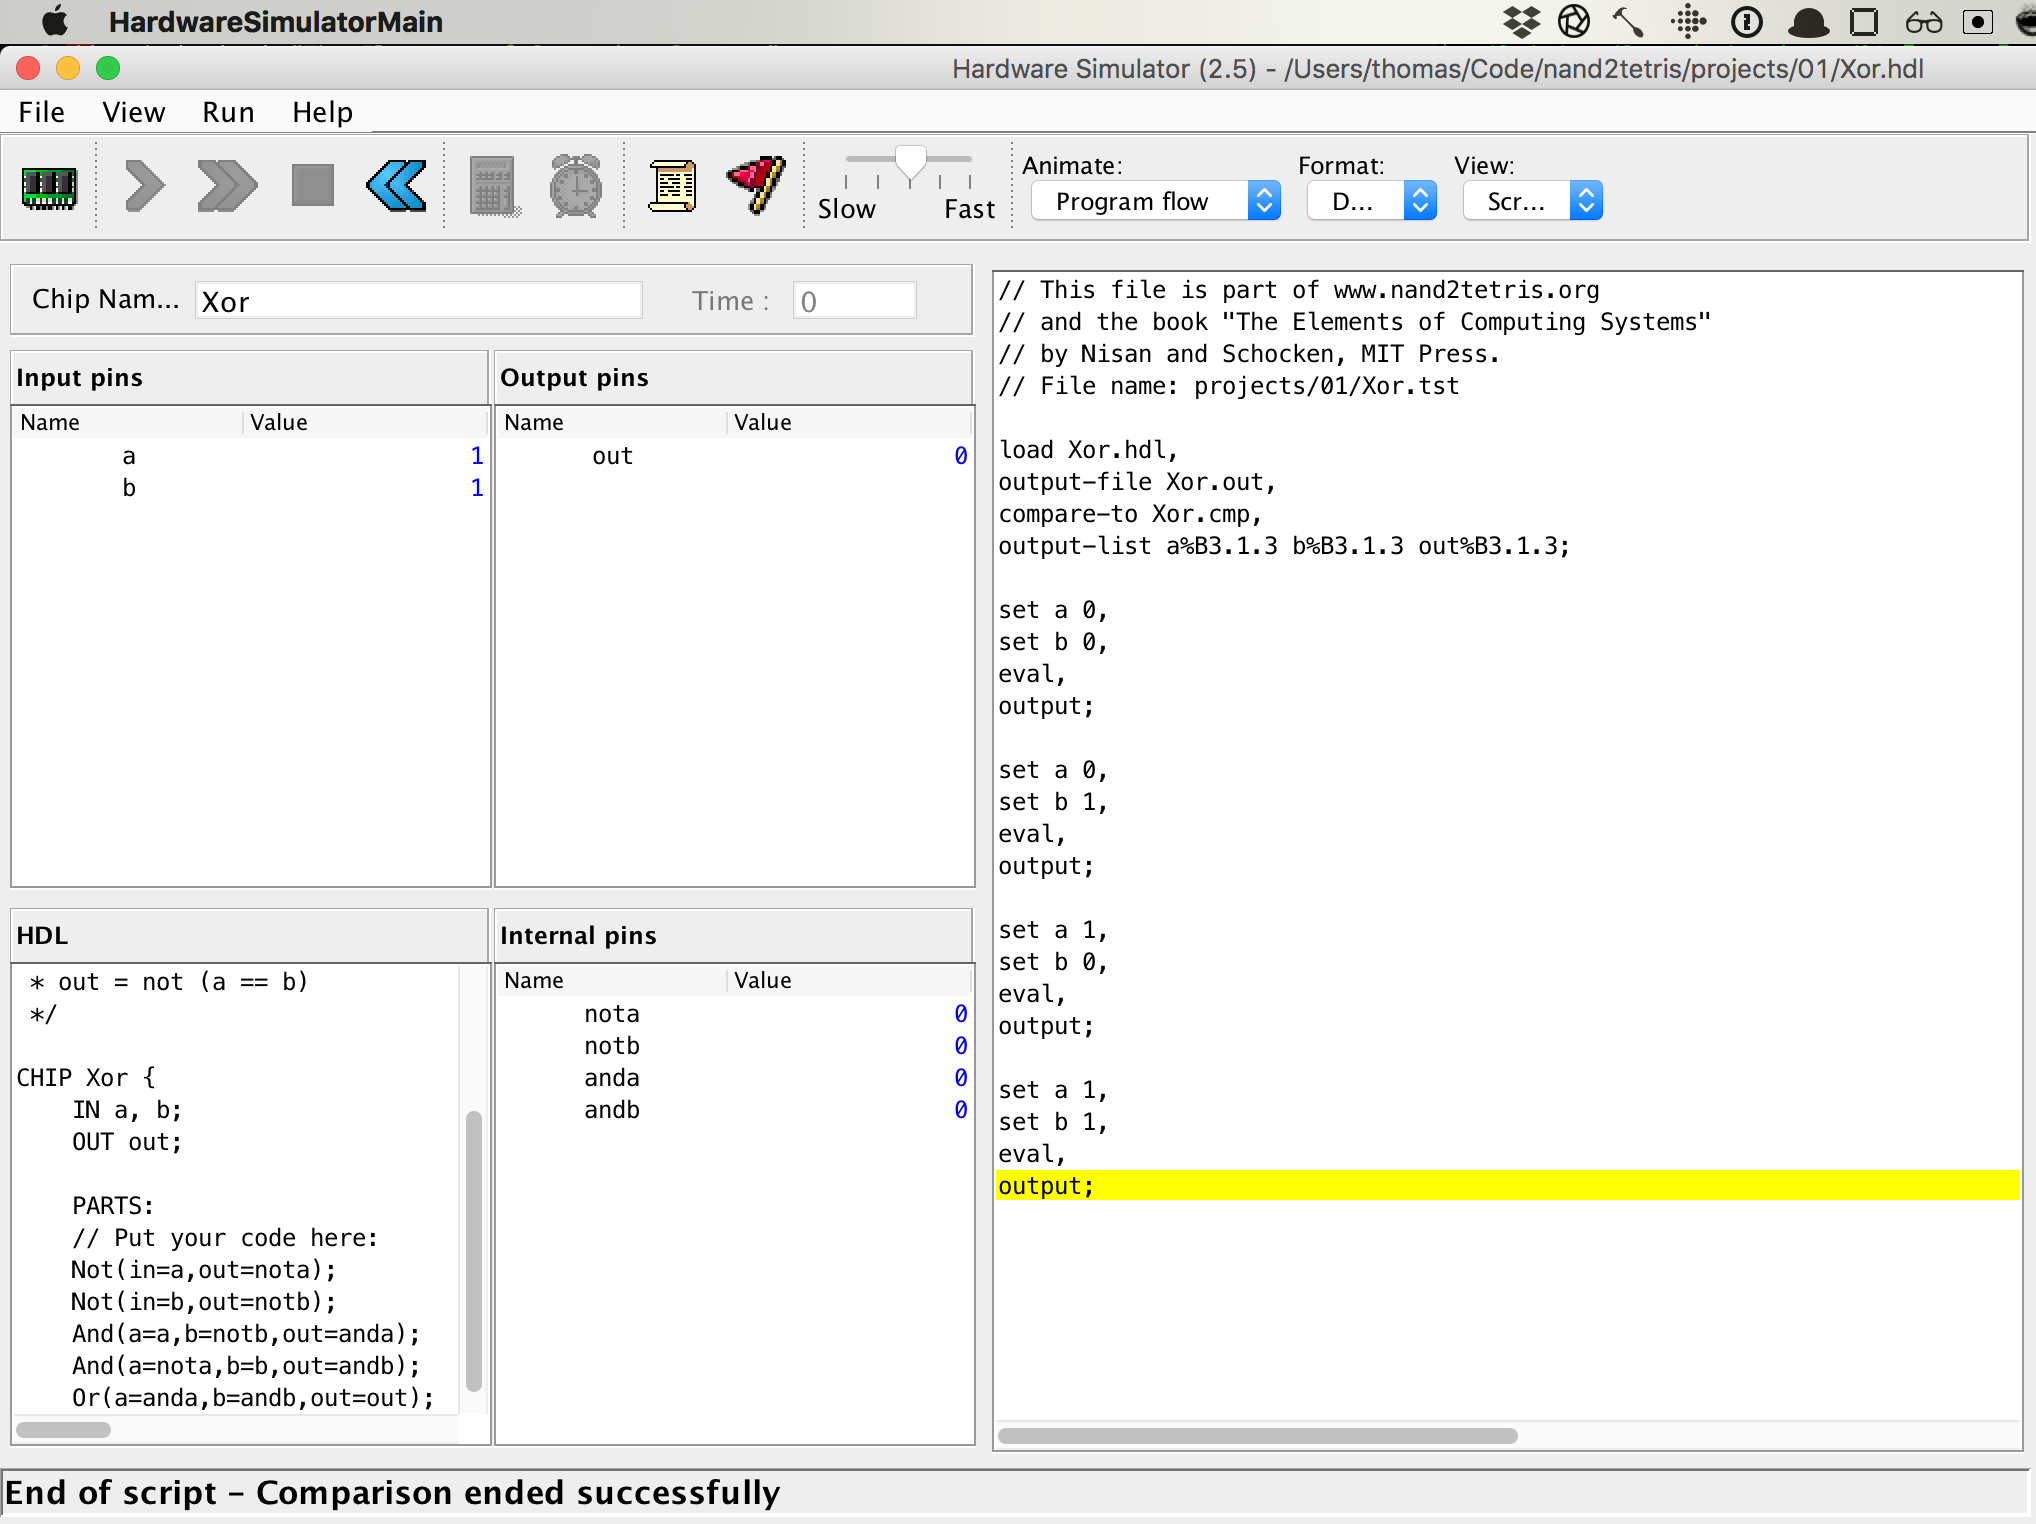 HardwareSimulatorMain
Hardware Simulator (2.5) - /Users/thomas/Code/nand2tetris/projects/01/Xor.hdl
File View Run Help
Slow Fast
Animate: Format: View:
Program flow D... Scr...
Chip Nam... Xor Time : 0
Input pins
Name Value
a 1
b 1
Output pins
Name Value
out 0
HDL
* out = not (a == b)
*/
CHIP Xor {
IN a, b;
OUT out;
PARTS:
// Put your code here:
Not(in=a,out=nota);
Not(in=b,out=notb);
And(a=a,b=notb,out=anda);
And(a=nota,b=b,out=andb);
Or(a=anda,b=andb,out=out);
Internal pins
Name Value
nota 0
notb 0
anda 0
andb 0
// This file is part of www.nand2tetris.org
// and the book "The Elements of Computing Systems"
// by Nisan and Schocken, MIT Press.
// File name: projects/01/Xor.tst
load Xor.hdl,
output-file Xor.out,
compare-to Xor.cmp,
output-list a%B3.1.3 b%B3.1.3 out%B3.1.3;
set a 0,
set b 0,
eval,
output;
set a 0,
set b 1,
eval,
output;
set a 1,
set b 0,
eval,
output;
set a 1,
set b 1,
eval,
output;
End of script - Comparison ended successfully